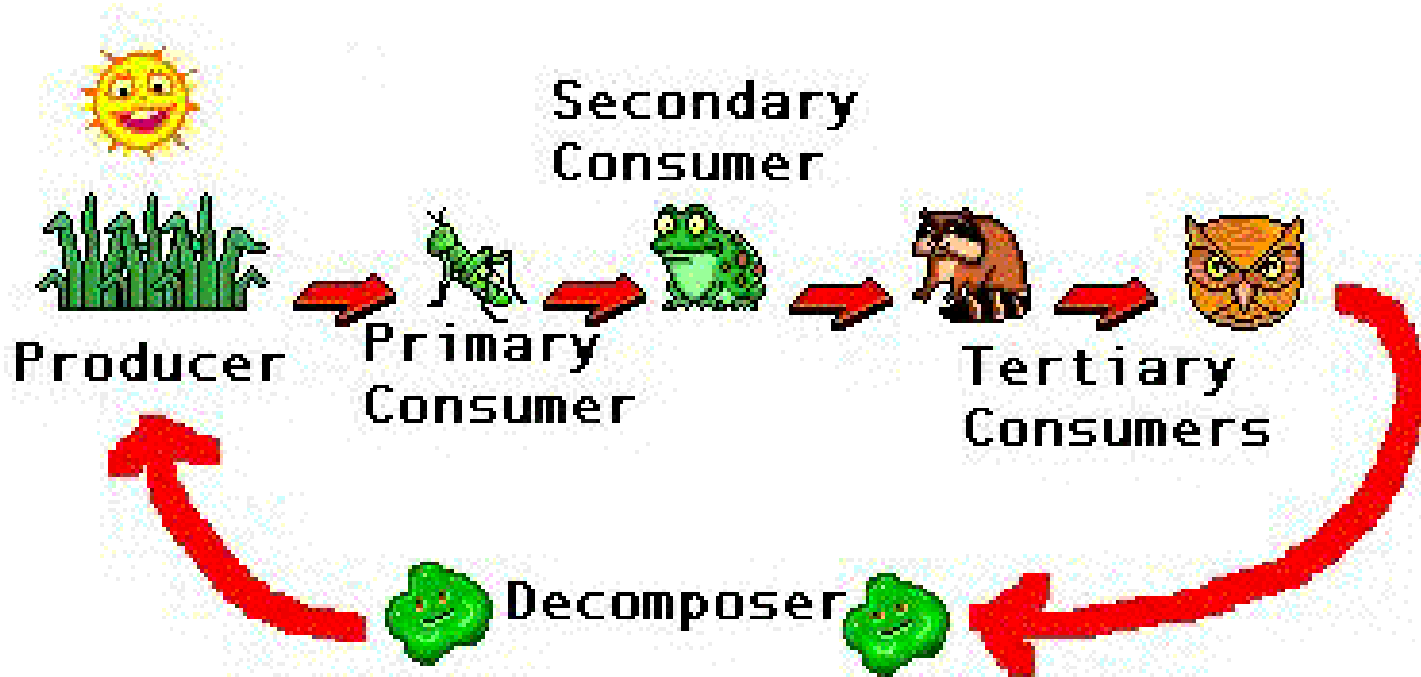 Secondary
Consumer
Producer
Primary
Consumer
Tertiary
Consumers
Decomposer